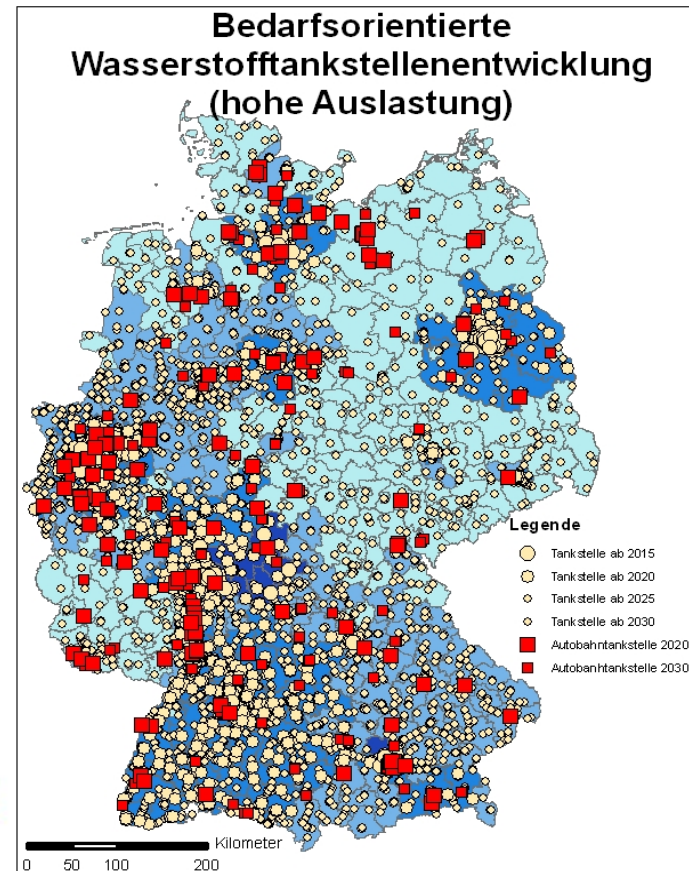 Bedarfsorientierte
Wasserstofftankstellenentwicklung
(hohe Auslastung)
Legende
Tankstelle ab 2015
Tankstelle ab 2020
Tankstelle ab 2025
Tankstelle ab 2030
Autobahntankstelle 2020
Autobanhtankstelle 2030
Kilometer
0 50 100 200